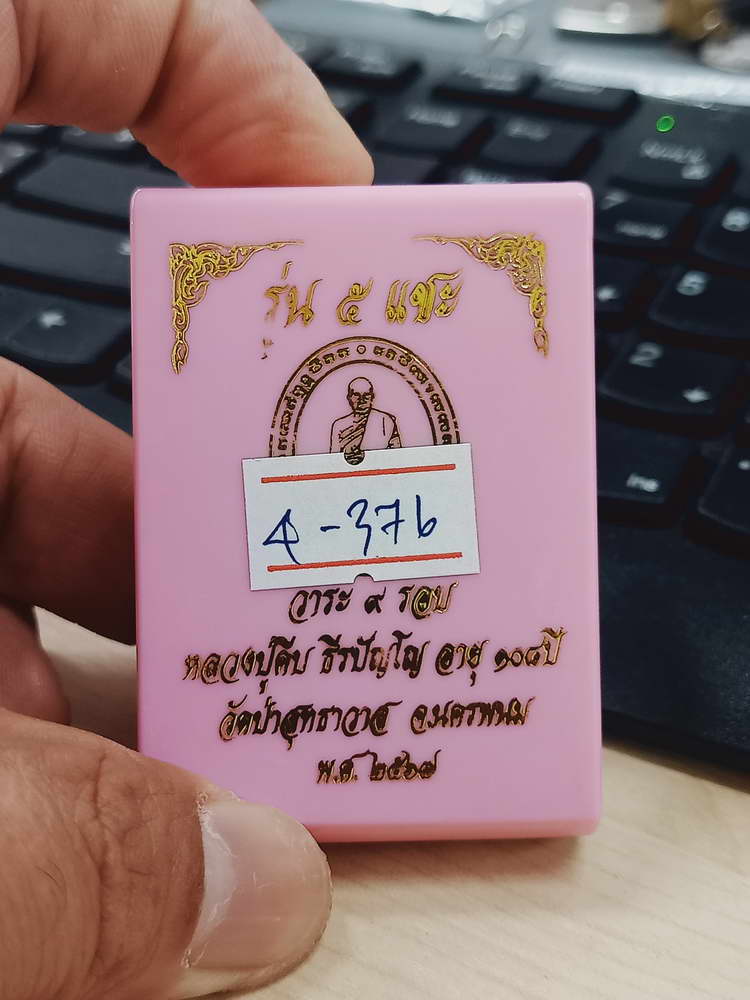 รุ่น ๕ แชะ
-376
วาระ ๙ รอบ
หลวงปู่คีบ ธีรปัญโญ อายุ ๑๐๘ปี
วัดป่าสุทธาวาส จ.นครพนม
พ.ศ. ๒๕๖๗
Ins